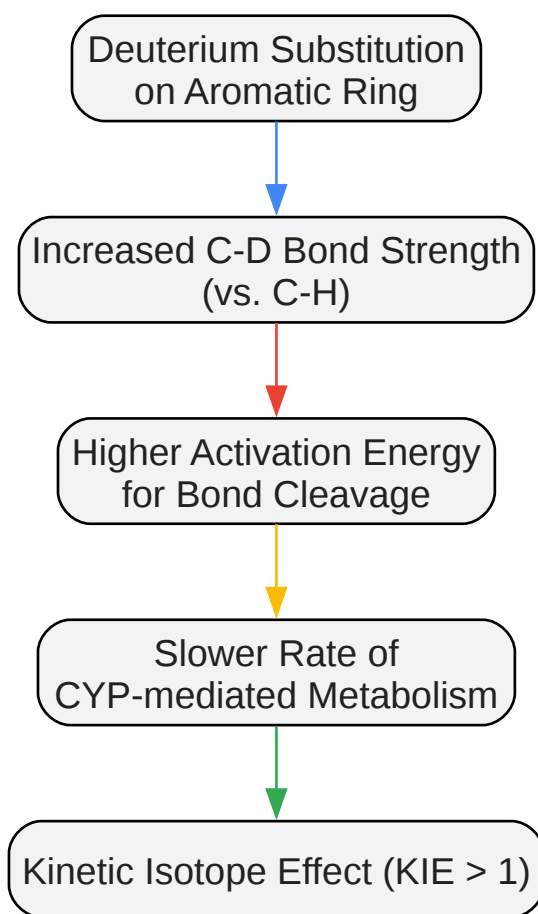 Deuterium Substitution
on Aromatic Ring
Increased C-D Bond Strength
(vs. C-H)
Higher Activation Energy
for Bond Cleavage
Slower Rate of
CYP-mediated Metabolism
Kinetic Isotope Effect (KIE > 1)